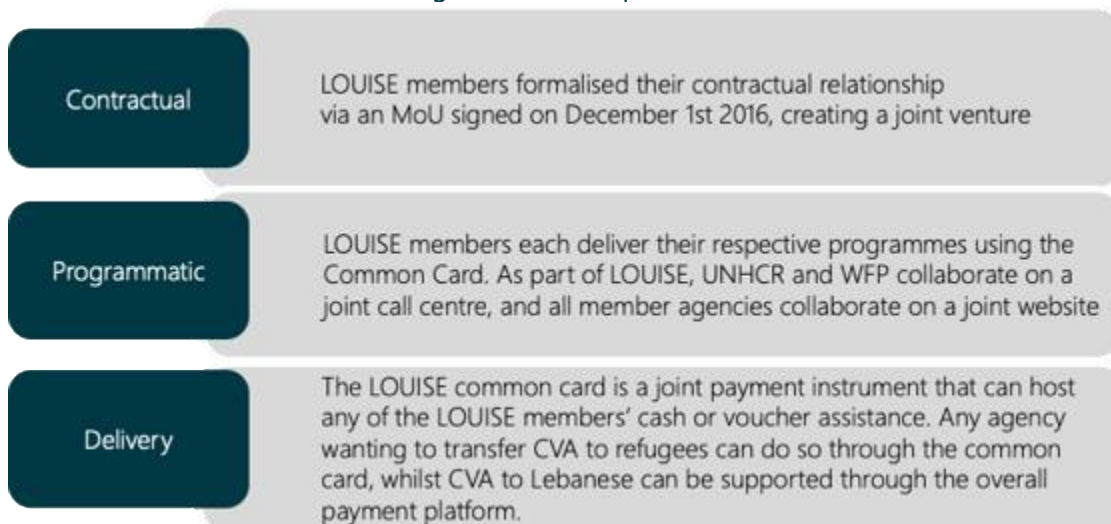 Contractual
LOUISE members formalised their contractual relationship
via an MoU signed on December 1st 2016, creating a joint venture
Programmatic
LOUISE members each deliver their respective programmes using the
Common Card. As part of LOUISE, UNHCR and WFP collaborate on a
joint call centre, and all member agencies collaborate on a joint website
Delivery
The LOUISE common card is a joint payment instrument that can host
any of the LOUISE members’ cash or voucher assistance. Any agency
wanting to transfer CVA to refugees can do so through the common
card, whilst CVA to Lebanese can be supported through the overall
payment platform.